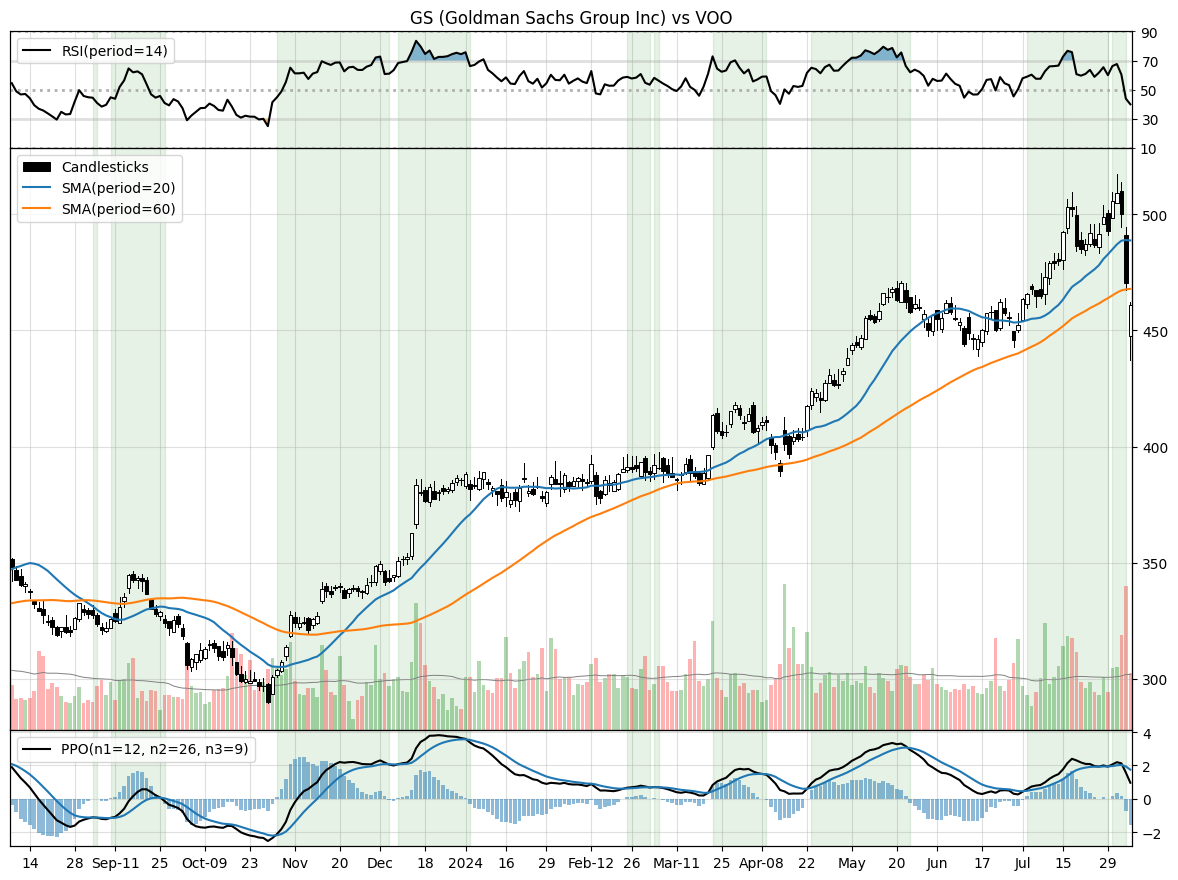 GS (Goldman Sachs Group Inc) vs VOO
RSI(period=14)
90
70
50
30
10
Candlesticks
SMA(period=20)
SMA(period=60)
500
450
400
350
300
PPO(n1=12, n2=26, n3=9)
4
2
0
−2
14 28 Sep-11 25 Oct-09 23 Nov 20 Dec 18 2024 16 29 Feb-12 26 Mar-11 25 Apr-08 22 May 20 Jun 17 Jul 15 29